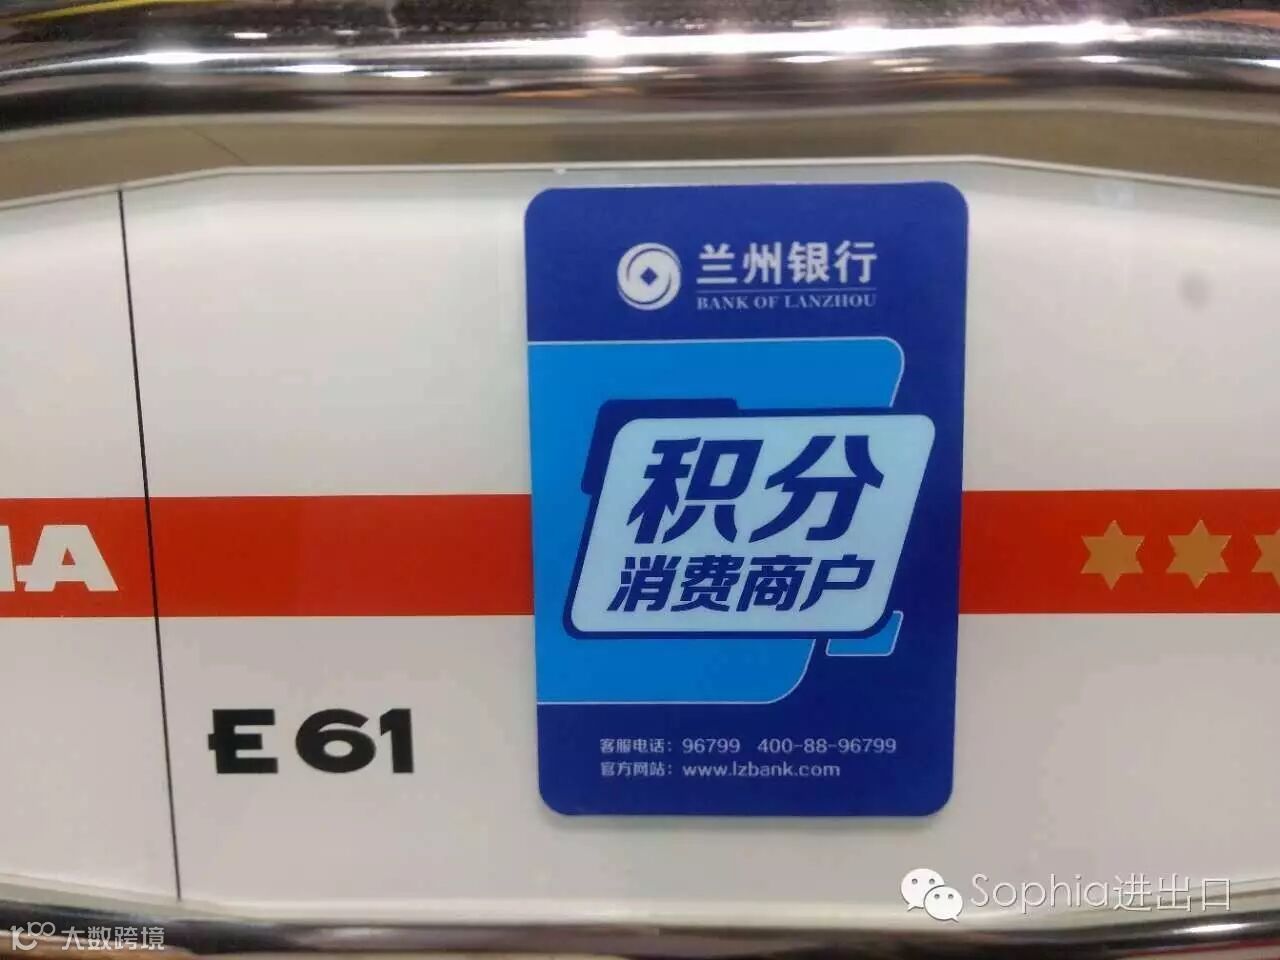 兰州银行
BANK OF LANZHOU
积分
消费商户
E61
客服电话：96799 400-88-96799
官方网站：www.lzbank.com
Sophia进出口
大数跨境